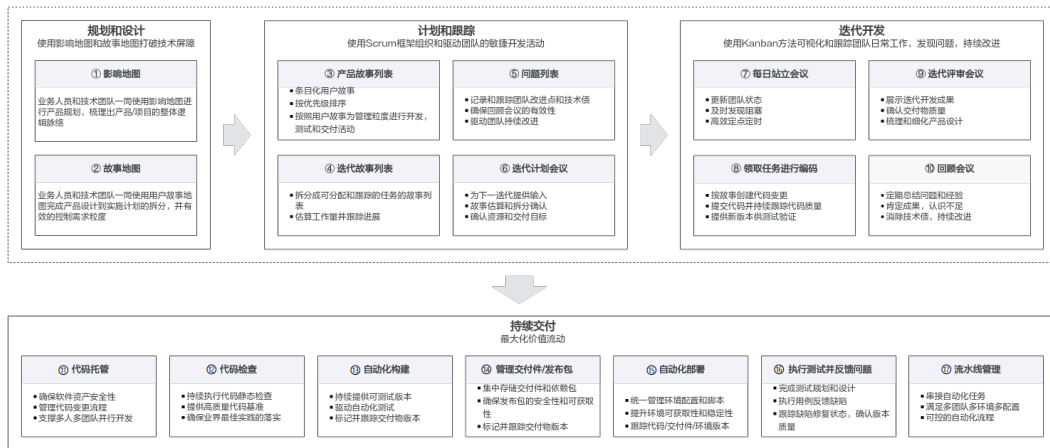 规划和设计
使用影响地图和故事地图打破技术屏障
① 影响地图
业务人员和技术团队一同使用影响地图进
行产品规划，梳理出产品/项目的整体逻
辑脉络
② 故事地图
业务人员和技术团队一同使用用户故事地
图完成产品设计到实施计划的拆分，并有
效的控制需求粒度
计划和跟踪
使用Scrum框架组织和驱动团队的敏捷开发活动
③ 产品故事列表
▪ 条目化用户故事
▪ 按优先级排序
▪ 按照用户故事为管理粒度进行开发，
测试和交付活动
⑤ 问题列表
▪ 记录和跟踪团队改进点和技术债
▪ 确保回顾会议的有效性
▪ 驱动团队持续改进
④ 迭代故事列表
▪ 拆分成可分配和跟踪的任务的故事列
表
▪ 估算工作量并跟踪进展
⑥ 迭代计划会议
▪ 为下一迭代提供输入
▪ 故事估算和拆分确认
▪ 确认资源和交付目标
迭代开发
使用Kanban方法可视化和跟踪团队日常工作，发现问题，持续改进
⑦ 每日站立会议
▪ 更新团队状态
▪ 及时发现阻塞
▪ 高效定点定时
⑨ 迭代评审会议
▪ 展示迭代开发成果
▪ 确认交付物质量
▪ 梳理和细化产品设计
⑧ 领取任务进行编码
▪ 按故事创建代码变更
▪ 提交代码并持续跟踪代码质量
▪ 提供新版本供测试验证
⑩ 回顾会议
▪ 定期总结问题和经验
▪ 肯定成果，认识不足
▪ 消除技术债，持续改进
持续交付
最大化价值流动
⑪ 代码托管
▪ 确保软件资产安全性
▪ 管理代码变更流程
▪ 支撑多人多团队并行开发
⑫ 代码检查
▪ 持续执行代码静态检查
▪ 提供高质量代码基准
▪ 确保业界最佳实践的落实
⑬ 自动化构建
▪ 持续提供可测试版本
▪ 驱动自动化测试
▪ 标记并跟踪交付物版本
⑭ 管理交付件/发布包
▪ 集中存储交付件和依赖包
▪ 确保发布包的安全性和可获取
性
▪ 标记并跟踪交付物版本
⑮ 自动化部署
▪ 统一管理环境配置和脚本
▪ 提升环境可获取性和稳定性
▪ 跟踪代码/交付件/环境版本
⑯ 执行测试并反馈问题
▪ 完成测试规划和设计
▪ 执行用例反馈缺陷
▪ 跟踪缺陷修复状态，确认版本
质量
⑰ 流水线管理
▪ 串接自动化任务
▪ 满足多团队多环境多配置
▪ 可控的自动化流程